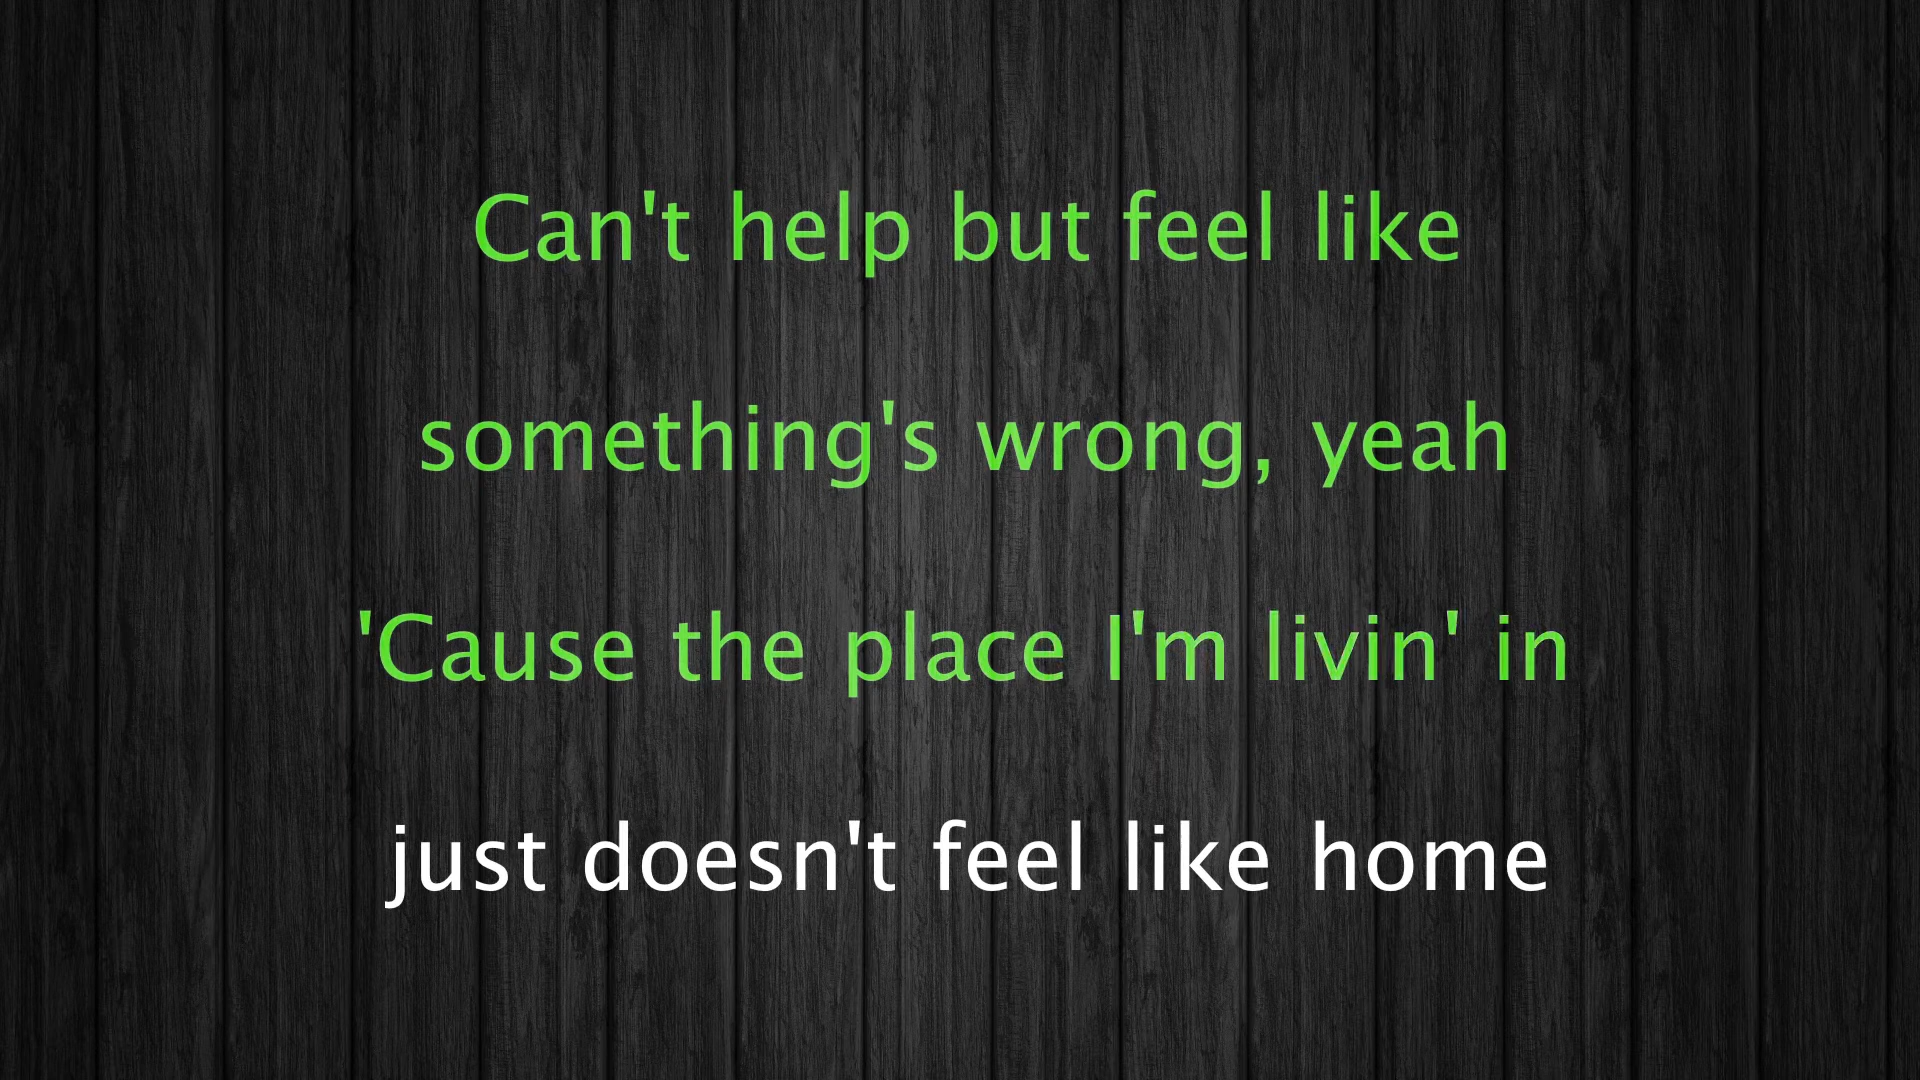 Can't help but feel like
something's wrong, yeah
'Cause the place I'm livin' in
just doesn't feel like home